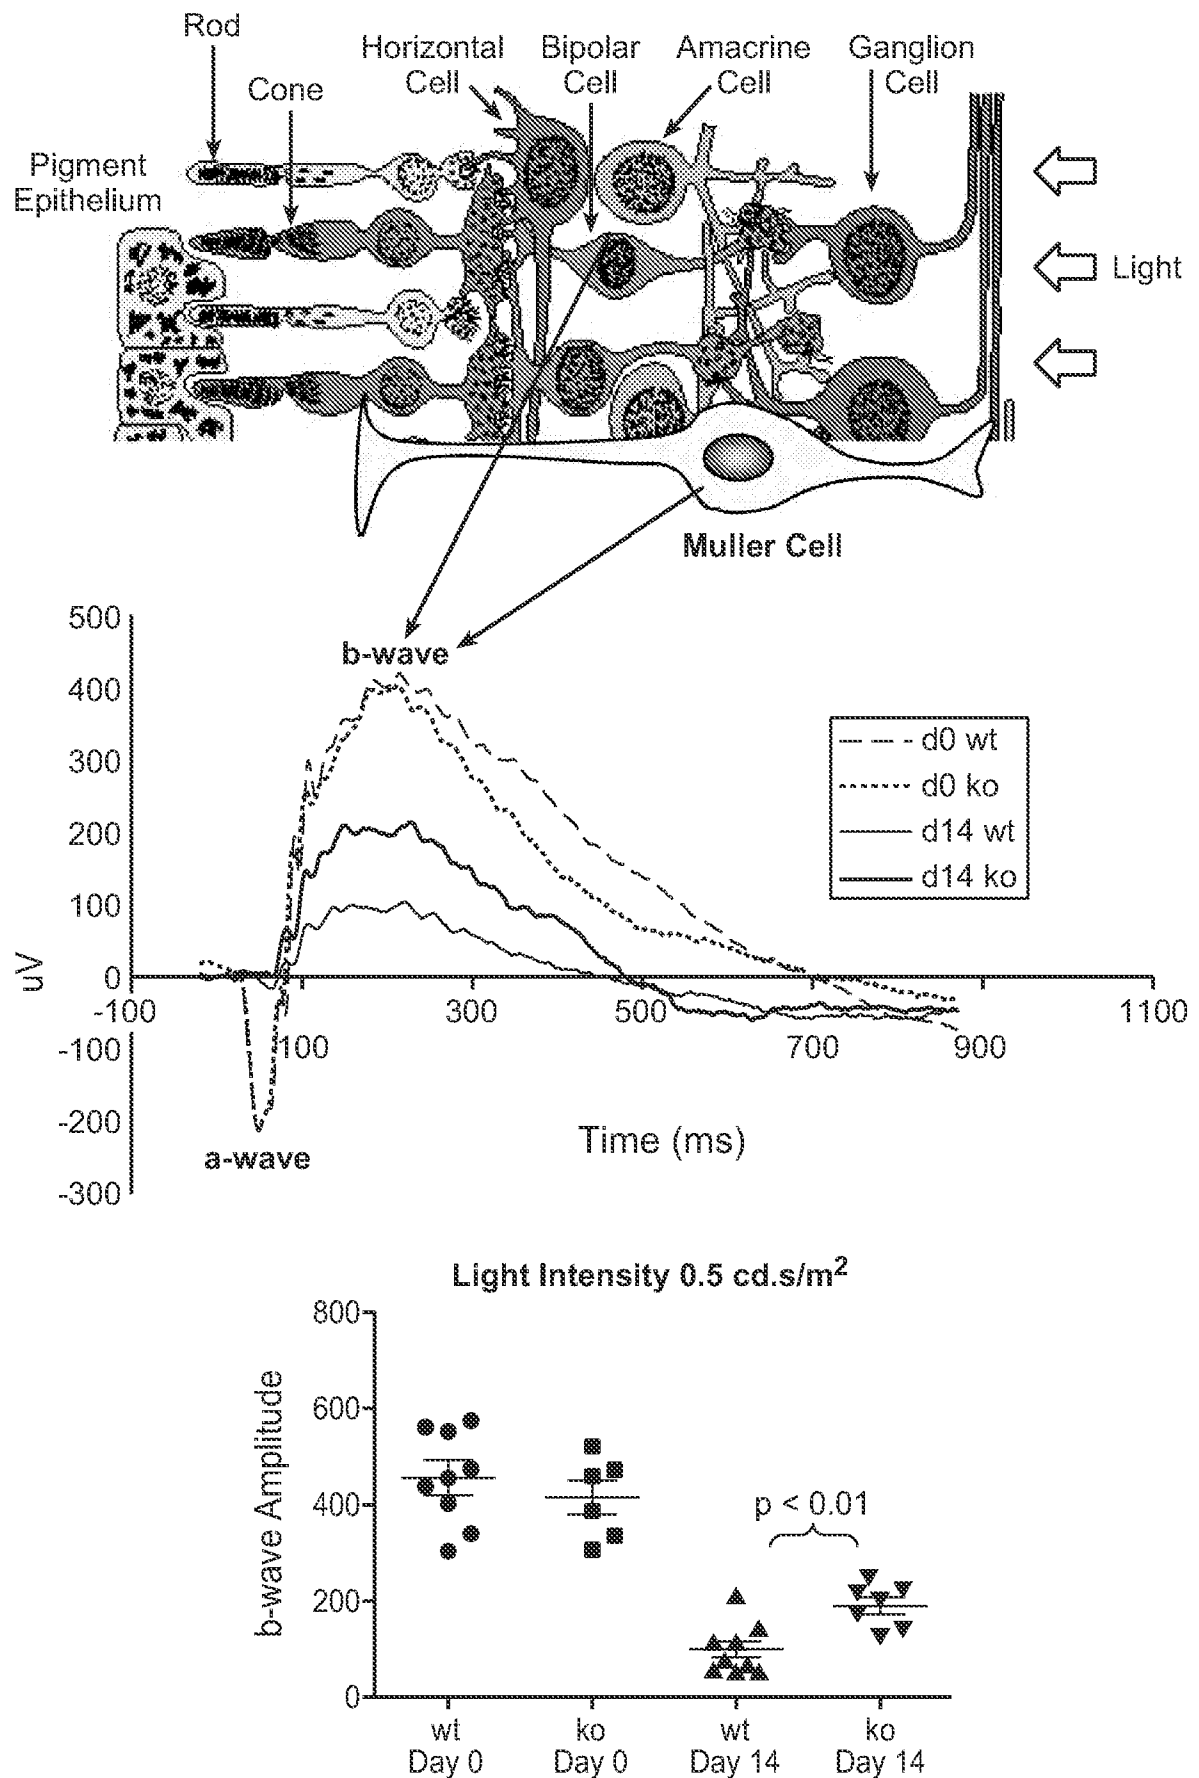 Rod
Horizontal Cell
Bipolar Cell
Amacrine Cell
Ganglion Cell
Cone
Pigment Epithelium
Light
Muller Cell
500
400
300
200
100
0
-100
-200
-300
uV
b-wave
a-wave
d0 wt
d0 ko
d14 wt
d14 ko
-100
100
300
500
700
900
1100
Time (ms)
Light Intensity 0.5 cd.s/m²
800
600
400
200
0
b-wave Amplitude
p < 0.01
wt Day 0
ko Day 0
wt Day 14
ko Day 14